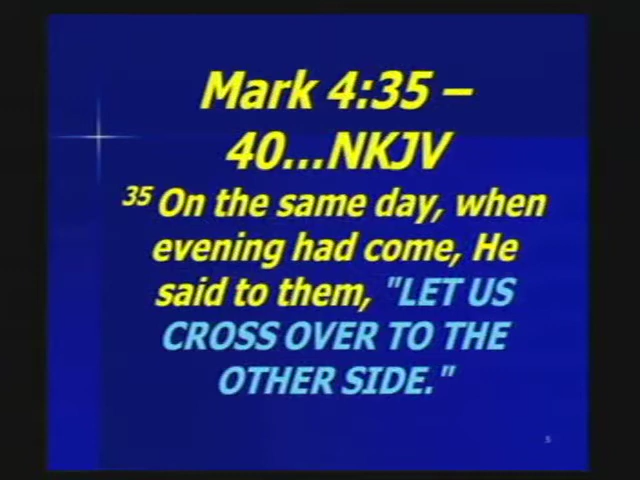 Mark 4:35 –
40...NKJV
35 On the same day, when
evening had come, He
said to them, "LET US
CROSS OVER TO THE
OTHER SIDE."
5